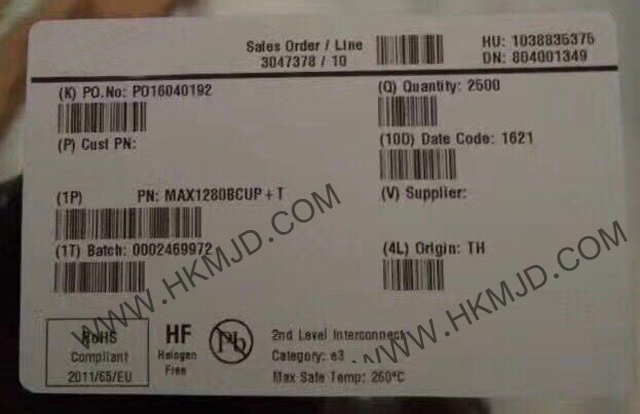 Sales Order / Line
3047378 / 10
HU: 1038835375
DN: 804001349
(K) PO.No: PO16040192
(Q) Quantity: 2500
(P) Cust PN:
(10D) Date Code: 1621
(1P) PN: MAX1280BCUP+T
(V) Supplier:
(1T) Batch: 0002469972
(4L) Origin: TH
RoHS
Compliant
2011/65/EU
HF
Halogen
Free
Pb
2nd Level Interconnect
Category: e3
Max Safe Temp: 260°C
WWW.HKMJD.COM
WWW.HKMJD.COM